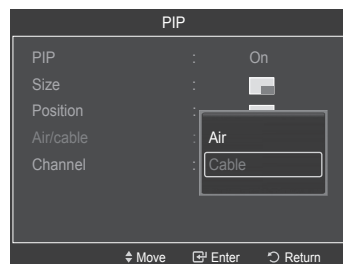 PIP
PIP : On
Size :
Position :
Air/cable : Air
Channel : Cable
Move Enter Return